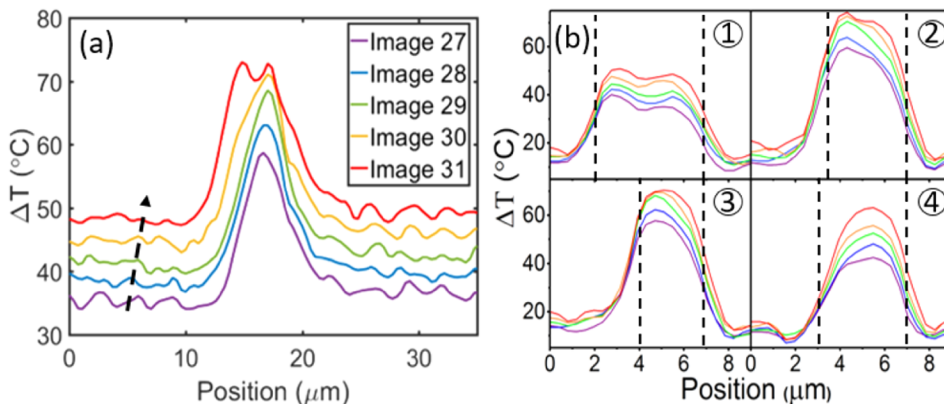 (a)
Image 27
Image 28
Image 29
Image 30
Image 31
80
70
60
50
40
30
ΔT (°C)
0 10 20 30
Position (μm)
(b)
① ②
③ ④
60
40
20
60
40
20
ΔT (°C)
0 2 4 6 8 0 2 4 6 8
Position (μm)